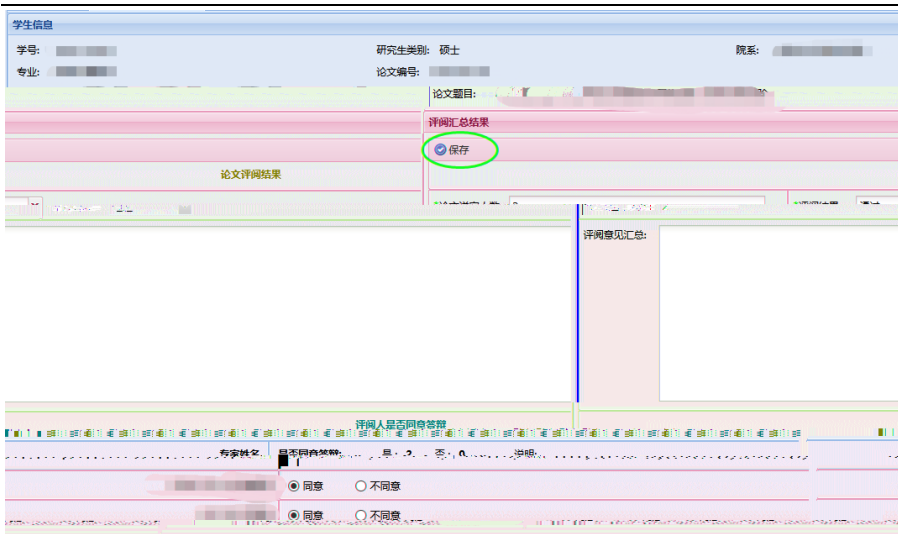 学生信息
学号: 研究生类别: 硕士 院系:
专业: 论文编号:
论文题目:
评阅汇总结果
保存
论文评阅结果
评阅意见汇总:
评阅人是否同意答辩
专家姓名 是否同意答辩: 是: 2 否: 0 说明:
同意 不同意
同意 不同意